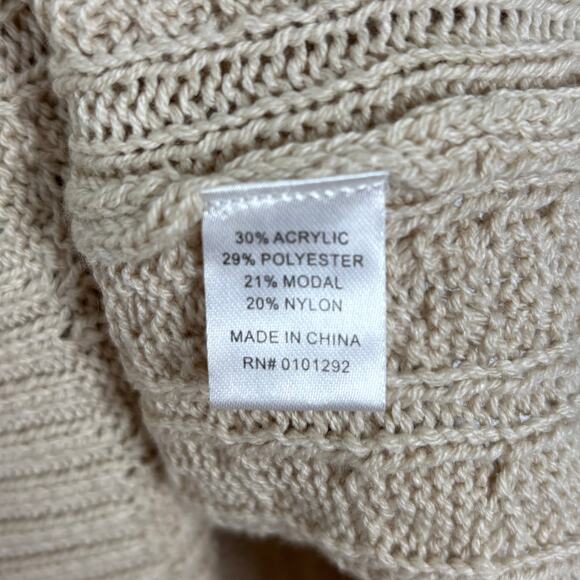 30% ACRYLIC
29% POLYESTER
21% MODAL
20% NYLON
MADE IN CHINA
RN# 0101292